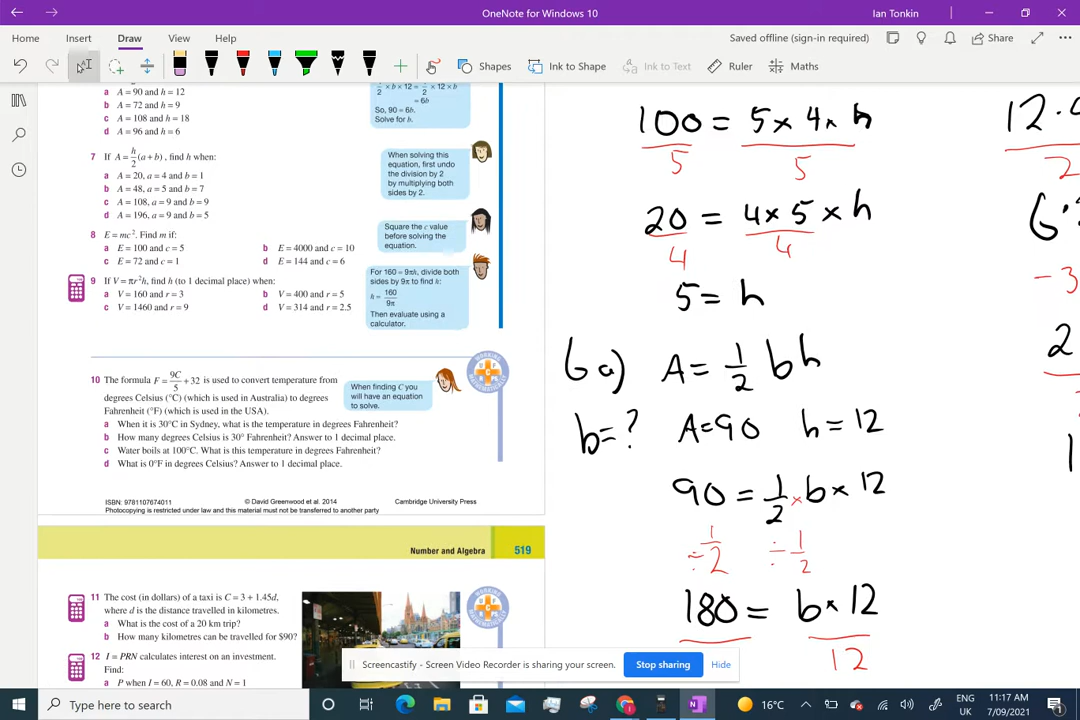 OneNote for Windows 10
Ian Tonkin
Home Insert Draw View Help
Saved offline (sign-in required)
Share
Shapes
Ink to Shape
Ink to Text
Ruler
Maths
a A = 90 and h = 12
b A = 72 and h = 9
c A = 108 and h = 18
d A = 96 and h = 6
2 × b × 12 = 2 × 12 × b
= 6b
So, 90 = 6b.
Solve for b.
7 If A = h/2 (a + b), find h when:
a A = 20, a = 4 and b = 1
b A = 48, a = 5 and b = 7
c A = 108, a = 9 and b = 9
d A = 196, a = 9 and b = 5
When solving this
equation, first undo
the division by 2
by multiplying both
sides by 2.
8 E = mc². Find m if:
a E = 100 and c = 5
b E = 4000 and c = 10
c E = 72 and c = 1
d E = 144 and c = 6
Square the c value
before solving the
equation.
9 If V = πr²h, find h (to 1 decimal place) when:
a V = 160 and r = 3
b V = 400 and r = 5
c V = 1460 and r = 9
d V = 314 and r = 2.5
For 160 = 9πh, divide both
sides by 9π to find h:
h = 160/9π
Then evaluate using a
calculator.
10 The formula F = 9C/5 + 32 is used to convert temperature from
degrees Celsius (°C) (which is used in Australia) to degrees
Fahrenheit (°F) (which is used in the USA).
a When it is 30°C in Sydney, what is the temperature in degrees Fahrenheit?
b How many degrees Celsius is 30° Fahrenheit? Answer to 1 decimal place.
c Water boils at 100°C. What is this temperature in degrees Fahrenheit?
d What is 0°F in degrees Celsius? Answer to 1 decimal place.
When finding C you
will have an equation
to solve.
ISBN: 9781107674011
© David Greenwood et al. 2014
Cambridge University Press
Photocopying is restricted under law and this material must not be transferred to another party
Number and Algebra 519
11 The cost (in dollars) of a taxi is C = 3 + 1.45d,
where d is the distance travelled in kilometres.
a What is the cost of a 20 km trip?
b How many kilometres can be travelled for $90?
12 I = PRN calculates interest on an investment.
Find:
a P when I = 60, R = 0.08 and N = 1
100 = 5 × 4 × h
5 5
20 = 4 × 5 × h
4 4
5 = h
6a) A = 1/2 bh
b = ? A = 90 h = 12
90 = 1/2 × b × 12
÷ 1/2 ÷ 1/2
180 = b × 12
12
12
2
6
- 3
2
1
Screencastify - Screen Video Recorder is sharing your screen.
Stop sharing
Hide
Type here to search
16°C
ENG
UK
11:17 AM
7/09/2021